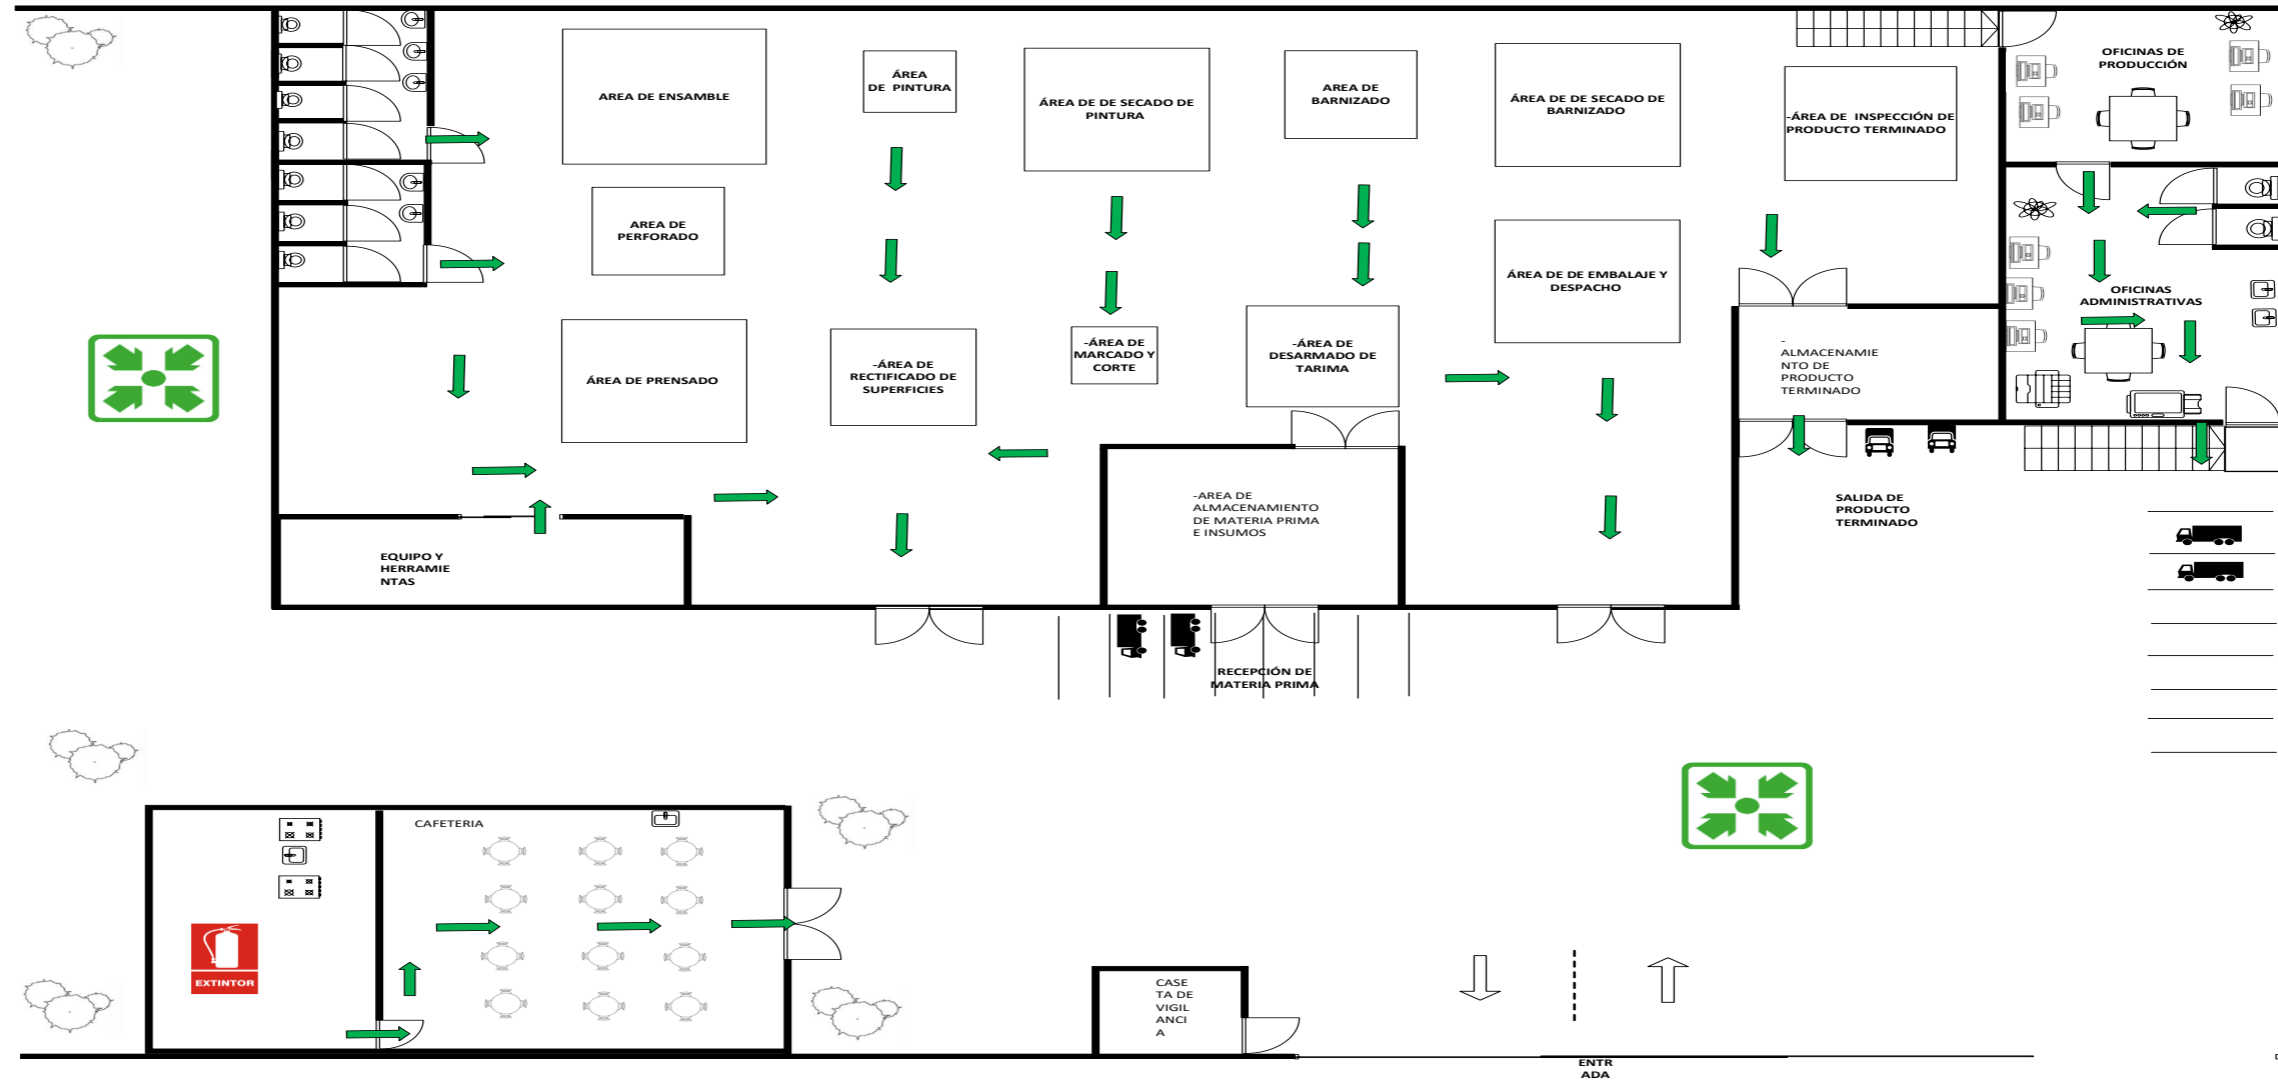 OFICINAS DE
PRODUCCIÓN
AREA DE ENSAMBLE
ÁREA
DE PINTURA
ÁREA DE DE SECADO DE
PINTURA
AREA DE
BARNIZADO
ÁREA DE DE SECADO DE
BARNIZADO
-ÁREA DE INSPECCIÓN DE
PRODUCTO TERMINADO
AREA DE
PERFORADO
ÁREA DE DE EMBALAJE Y
DESPACHO
OFICINAS
ADMINISTRATIVAS
ÁREA DE PRENSADO
-ÁREA DE
RECTIFICADO DE
SUPERFICIES
-ÁREA DE
MARCADO Y
CORTE
-ÁREA DE
DESARMADO DE
TARIMA
-
ALMACENAMIE
NTO DE
PRODUCTO
TERMINADO
-AREA DE
ALMACENAMIENTO
DE MATERIA PRIMA
E INSUMOS
SALIDA DE
PRODUCTO
TERMINADO
EQUIPO Y
HERRAMIE
NTAS
RECEPCIÓN DE
MATERIA PRIMA
CAFETERIA
EXTINTOR
CASE
TA DE
VIGIL
ANCI
A
ENTR
ADA